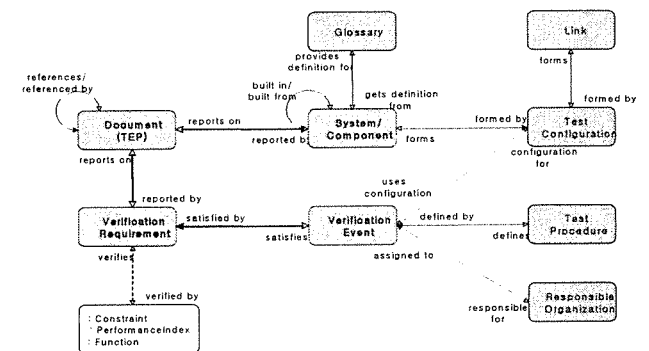 Glossary
Link
provides
definition for
forms
references/
referenced by
built in/
built from
gets definition
from
formed by
Document
(TEP)
reports on
reported by
System/
Component
forms
formed by
Test
Configuration
configuration
for
reports on
uses
configuration
reported by
Verification
Requirement
satisfied by
satisfies
Verification
Event
defined by
defines
Test
Procedure
verifies
assigned to
verified by
responsible
for
Responsible
Organization
: Constraint
* PerformanceIndex
: Function